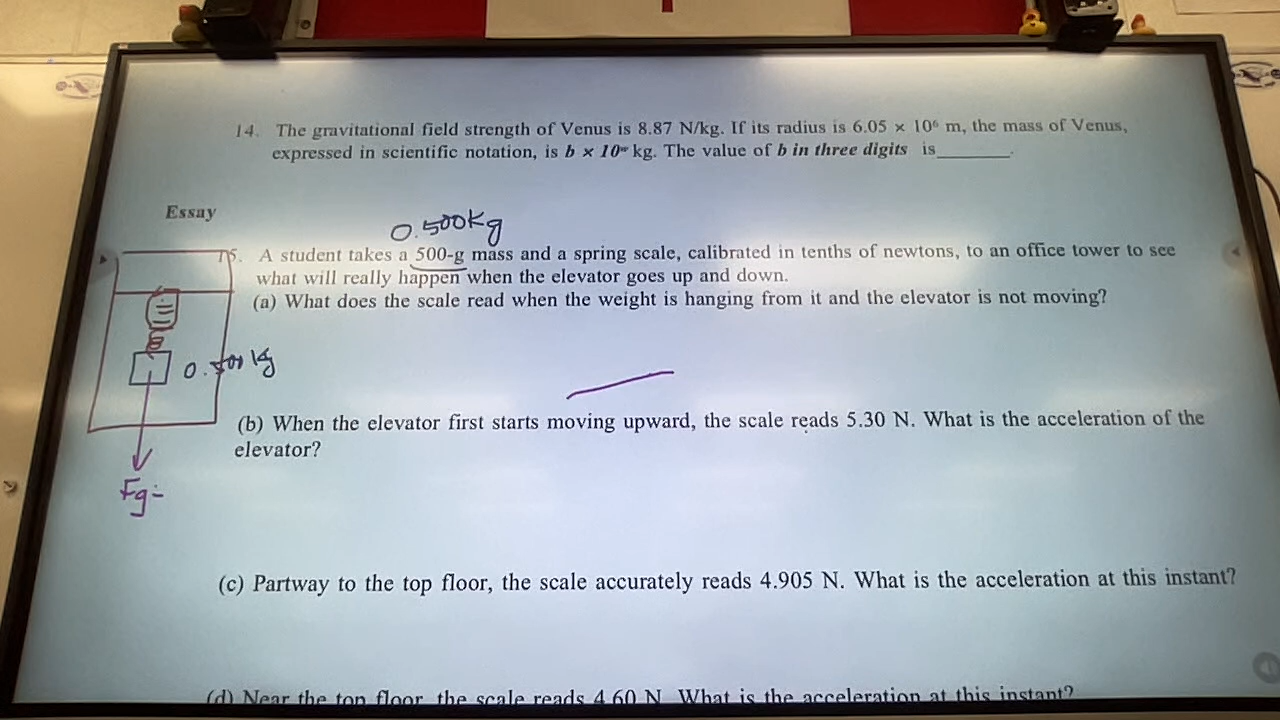 14. The gravitational field strength of Venus is 8.87 N/kg. If its radius is 6.05 × 10⁶ m, the mass of Venus,
expressed in scientific notation, is b × 10ʷ kg. The value of b in three digits is______.
Essay
0.500kg
15. A student takes a 500-g mass and a spring scale, calibrated in tenths of newtons, to an office tower to see
what will really happen when the elevator goes up and down.
(a) What does the scale read when the weight is hanging from it and the elevator is not moving?
0.500 kg
(b) When the elevator first starts moving upward, the scale reads 5.30 N. What is the acceleration of the
elevator?
Fg=
(c) Partway to the top floor, the scale accurately reads 4.905 N. What is the acceleration at this instant?
(d) Near the top floor, the scale reads 4.60 N. What is the acceleration at this instant?